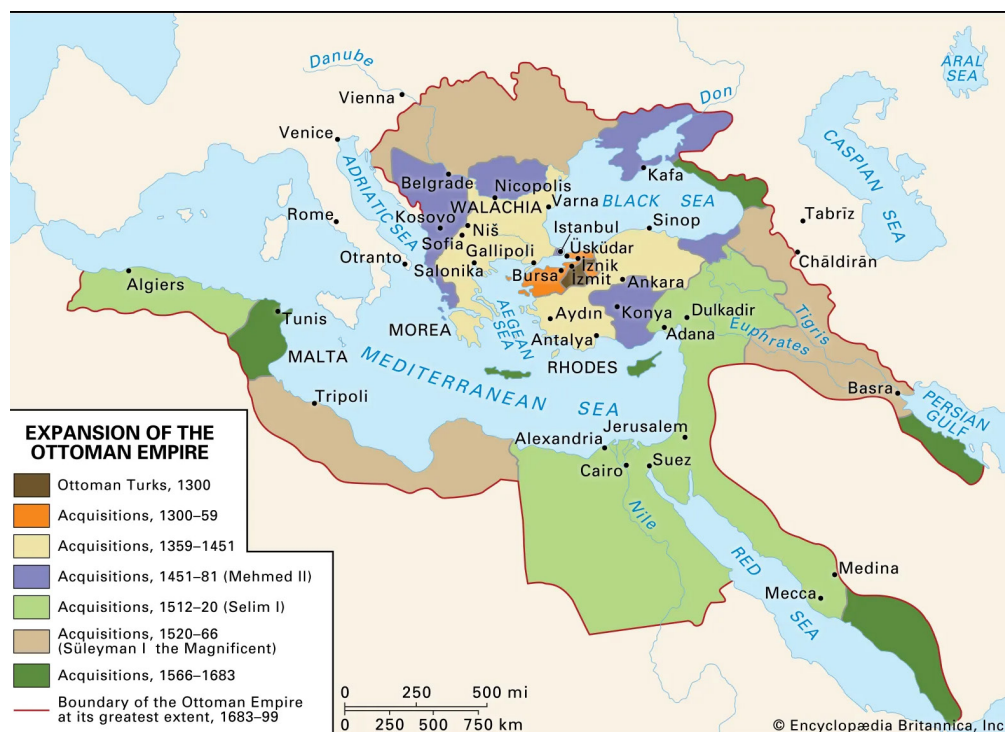 Danube
Vienna
Don
ARAL
SEA
Venice
ADRIATIC SEA
CASPIAN
SEA
Belgrade
Nicopolis
WALACHIA
Varna
Kafa
BLACK SEA
Kosovo
Niš
Sofia
Istanbul
Sinop
Tabrīz
Rome
Otranto
Salonika
Gallipoli
Üsküdar
İznik
İzmit
Bursa
Ankara
Chāldirān
Algiers
Tunis
MOREA
AEGEAN
SEA
Aydın
Konya
Dulkadir
Antalya
Adana
Tigris
Euphrates
MALTA
RHODES
MEDITERRANEAN SEA
Tripoli
Basra
PERSIAN
GULF
Jerusalem
Alexandria
Cairo
Suez
Nile
RED
SEA
Medina
Mecca
EXPANSION OF THE
OTTOMAN EMPIRE
Ottoman Turks, 1300
Acquisitions, 1300–59
Acquisitions, 1359–1451
Acquisitions, 1451–81 (Mehmed II)
Acquisitions, 1512–20 (Selim I)
Acquisitions, 1520–66
(Süleyman I the Magnificent)
Acquisitions, 1566–1683
Boundary of the Ottoman Empire
at its greatest extent, 1683–99
0 250 500 mi
0 250 500 750 km
© Encyclopædia Britannica, Inc